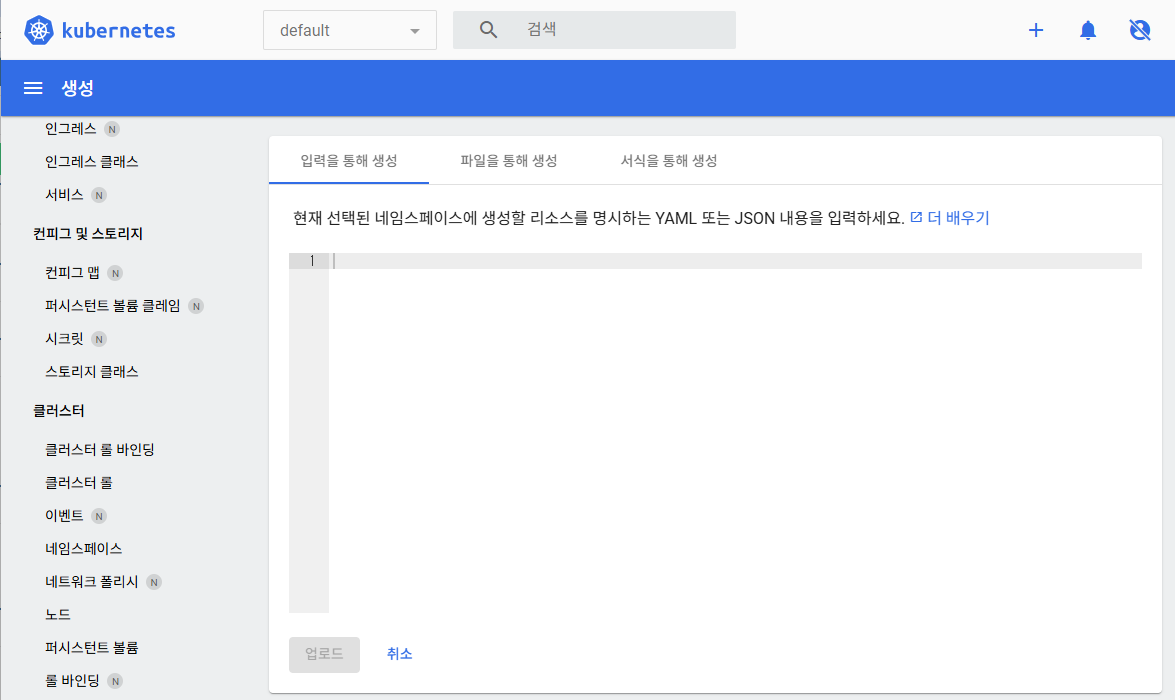 kubernetes
default
검색
생성
인그레스 N
인그레스 클래스
서비스 N
컨피그 및 스토리지
컨피그 맵 N
퍼시스턴트 볼륨 클레임 N
시크릿 N
스토리지 클래스
클러스터
클러스터 롤 바인딩
클러스터 롤
이벤트 N
네임스페이스
네트워크 폴리시 N
노드
퍼시스턴트 볼륨
롤 바인딩 N
입력을 통해 생성 파일을 통해 생성 서식을 통해 생성
현재 선택된 네임스페이스에 생성할 리소스를 명시하는 YAML 또는 JSON 내용을 입력하세요. 더 배우기
1
업로드 취소